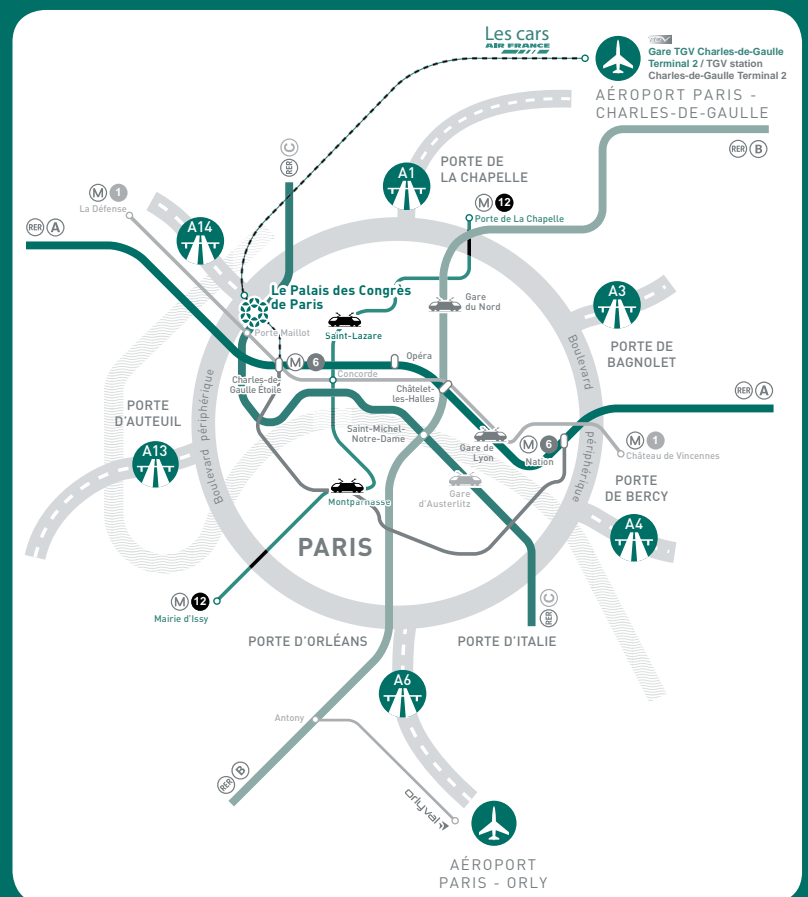 Les cars
AIR FRANCE
TGV
Gare TGV Charles-de-Gaulle
Terminal 2 / TGV station
Charles-de-Gaulle Terminal 2
AÉROPORT PARIS -
CHARLES-DE-GAULLE
RER B
RER C
A1
PORTE DE
LA CHAPELLE
M 1
La Défense
M 12
Porte de La Chapelle
RER A
A14
Le Palais des Congrès
de Paris
Gare
du Nord
A3
Porte Maillot
Saint-Lazare
PORTE DE
BAGNOLET
Boulevard
périphérique
M 6
Opéra
Charles-de-
Gaulle Étoile
Concorde
Châtelet-
les-Halles
RER A
PORTE
D'AUTEUIL
Boulevard périphérique
Saint-Michel-
Notre-Dame
Gare de
Lyon
M 6
Nation
M 1
Château de Vincennes
A13
Montparnasse
Gare
d'Austerlitz
PORTE
DE BERCY
A4
PARIS
M 12
Mairie d'Issy
RER C
PORTE D'ORLÉANS
PORTE D'ITALIE
A6
Antony
RER B
orlyval
AÉROPORT
PARIS - ORLY